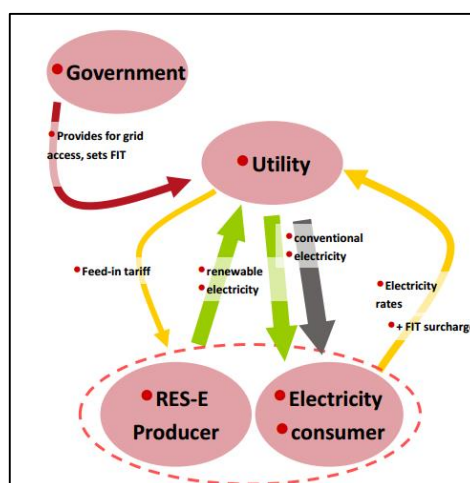 • Government
• Provides for grid
access, sets FIT
• Utility
• conventional
• electricity
• Feed-in tariff
• renewable
• electricity
• Electricity
rates
• + FIT surcharge
• RES-E
Producer
• Electricity
• consumer